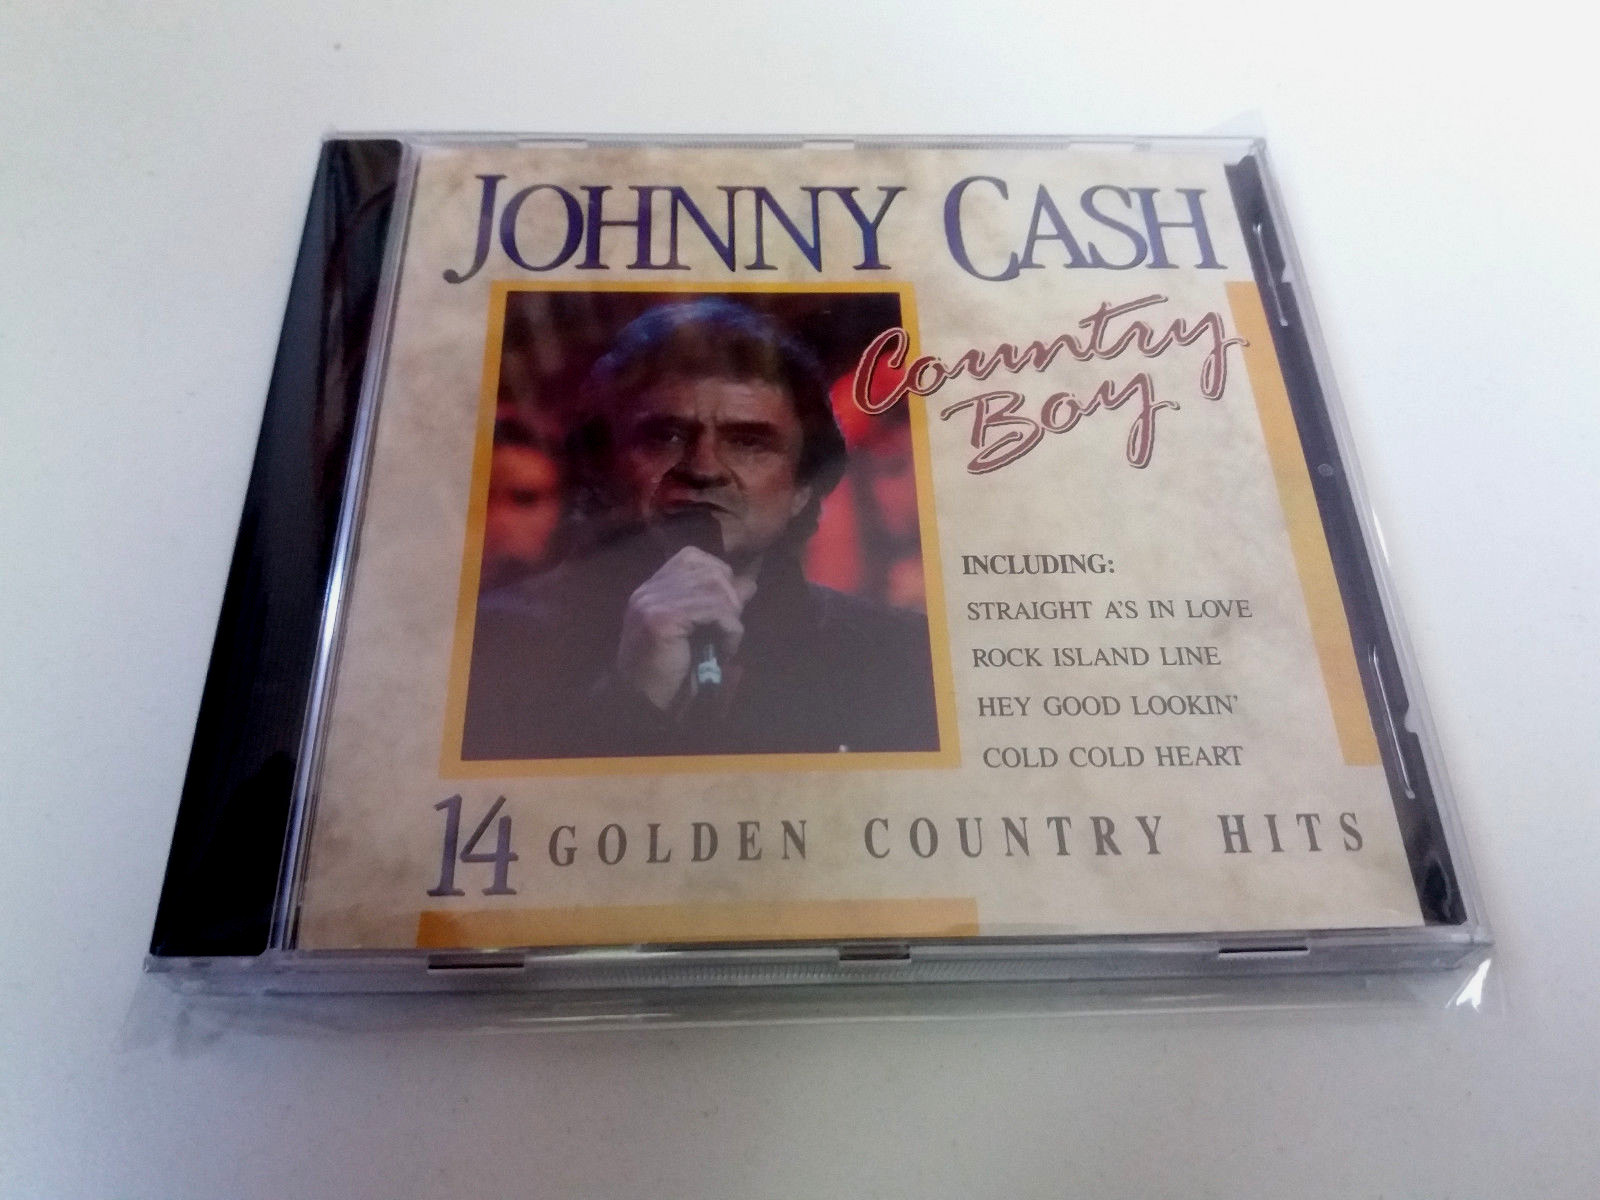 JOHNNY CASH
Country
Boy
INCLUDING:
STRAIGHT A'S IN LOVE
ROCK ISLAND LINE
HEY GOOD LOOKIN'
COLD COLD HEART
14 GOLDEN COUNTRY HITS